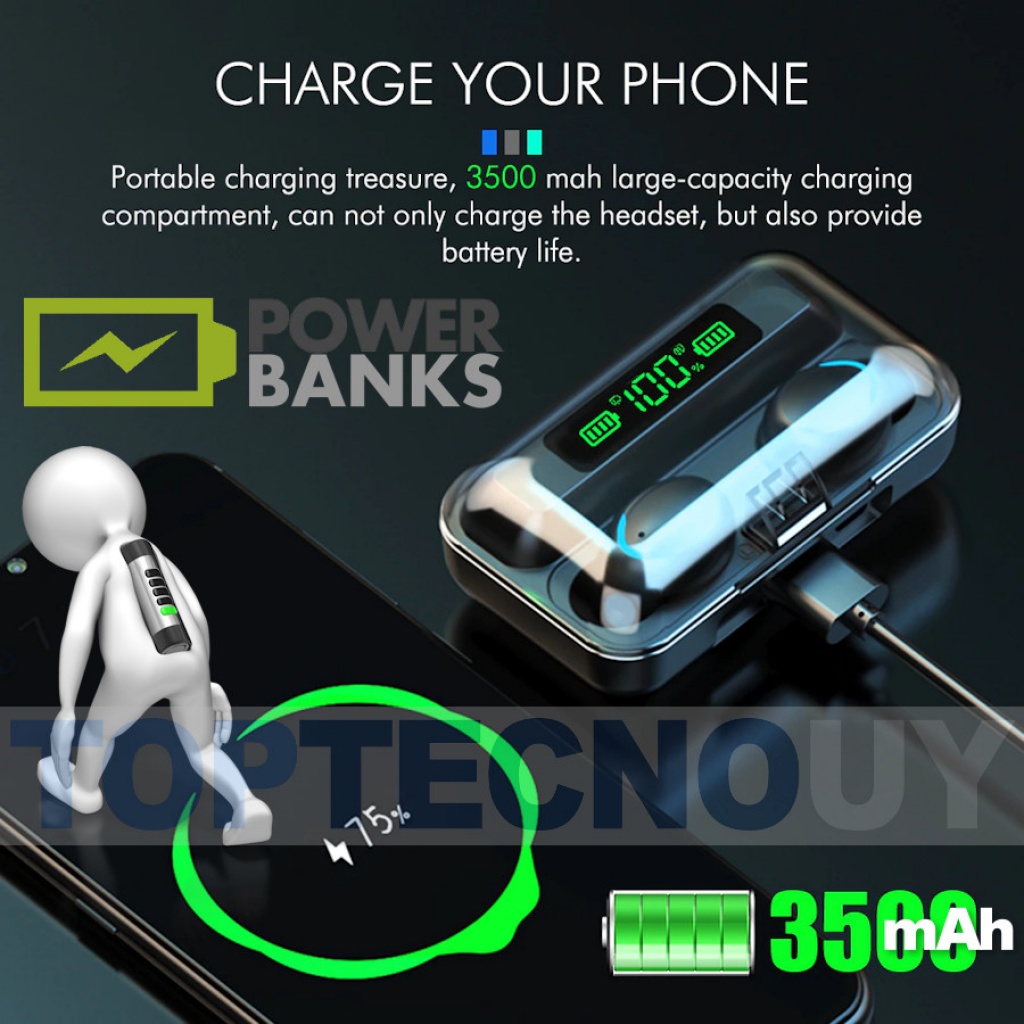 CHARGE YOUR PHONE
Portable charging treasure, 3500 mah large-capacity charging
compartment, can not only charge the headset, but also provide
battery life.
POWER
BANKS
100%
TOPTECNOUY
75%
3500
mAh